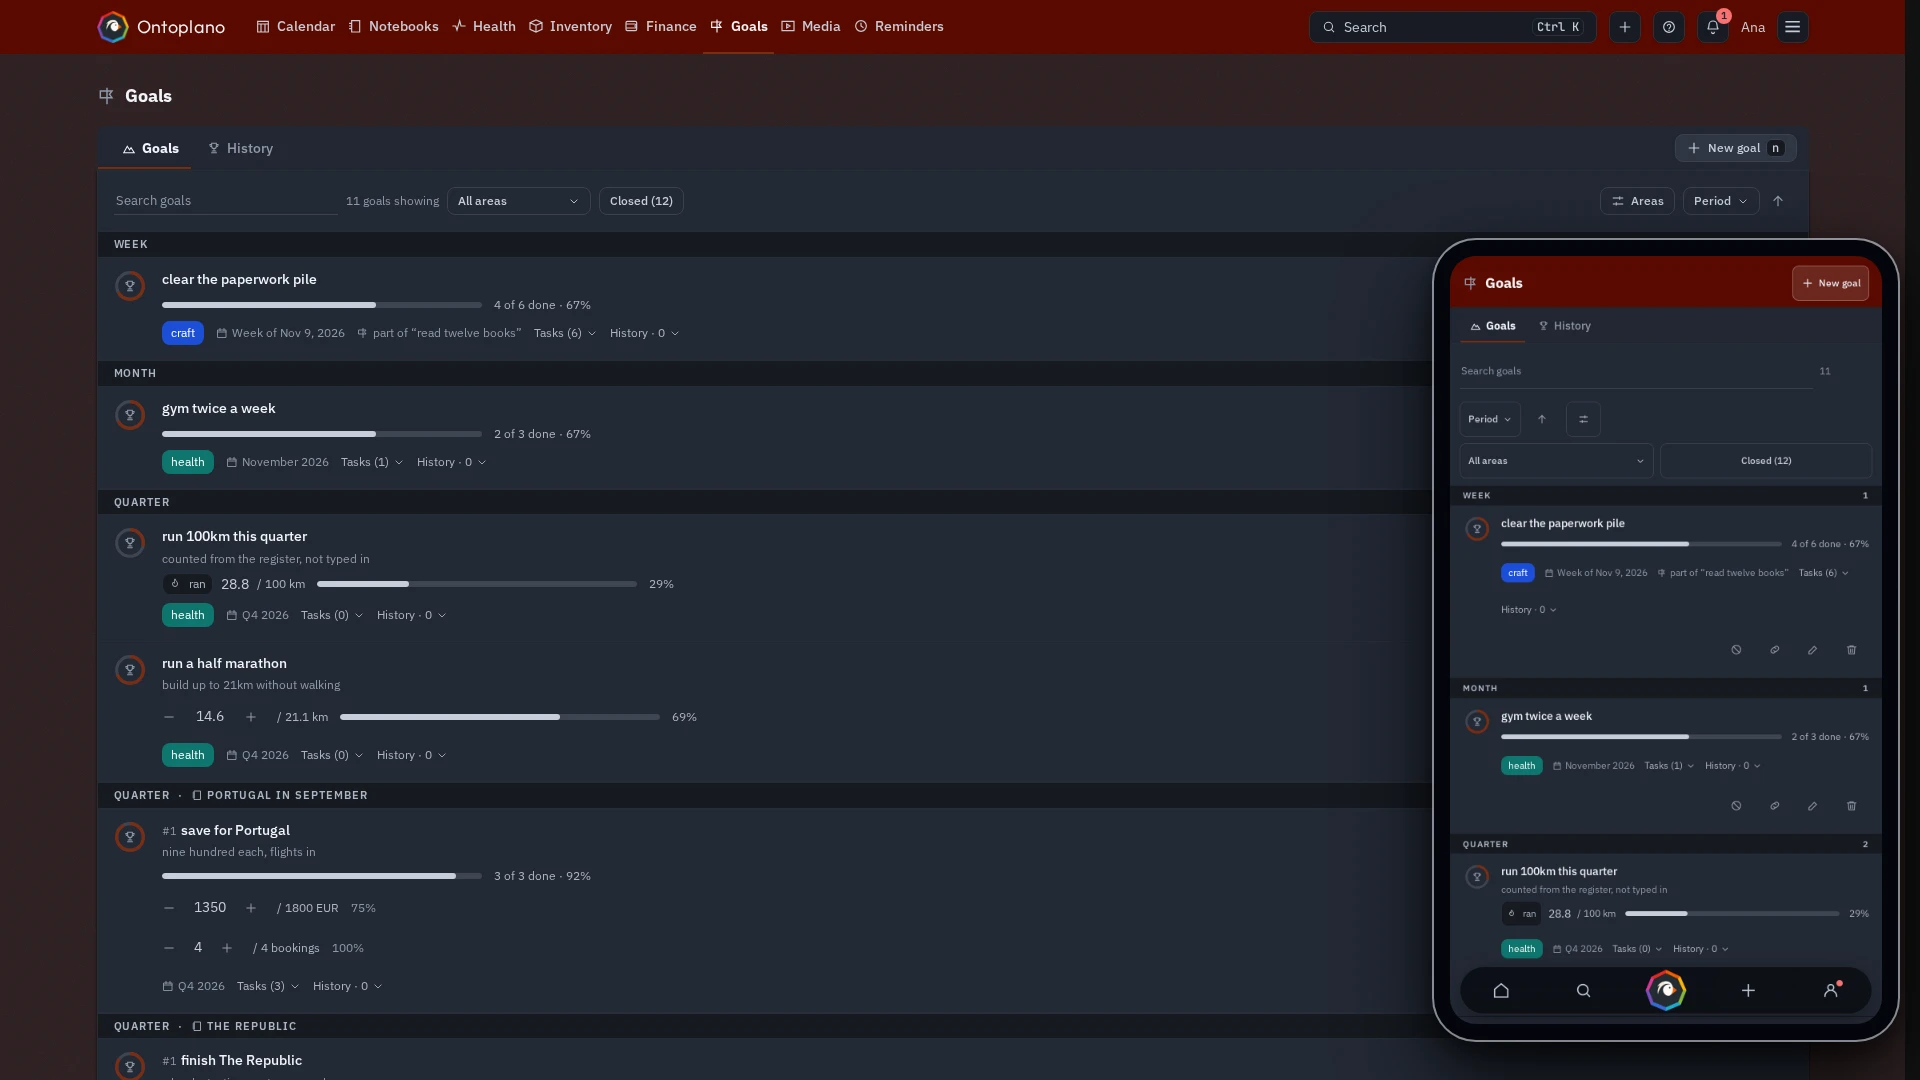 Ontoplano Calendar Notebooks Health Inventory Finance Goals Media Reminders Search Ctrl K 1 Ana
Goals
Goals History New goal n
Search goals 11 goals showing All areas Closed (12) Areas Period
WEEK
clear the paperwork pile
4 of 6 done · 67%
craft Week of Nov 9, 2026 part of “read twelve books” Tasks (6) History · 0
MONTH
gym twice a week
2 of 3 done · 67%
health November 2026 Tasks (1) History · 0
QUARTER
run 100km this quarter
counted from the register, not typed in
ran 28.8 / 100 km 29%
health Q4 2026 Tasks (0) History · 0
run a half marathon
build up to 21km without walking
− 14.6 + / 21.1 km 69%
health Q4 2026 Tasks (0) History · 0
QUARTER · PORTUGAL IN SEPTEMBER
#1 save for Portugal
nine hundred each, flights in
3 of 3 done · 92%
− 1350 + / 1800 EUR 75%
− 4 + / 4 bookings 100%
Q4 2026 Tasks (3) History · 0
QUARTER · THE REPUBLIC
#1 finish The Republic
Goals New goal
Goals History
Search goals 11
Period
All areas Closed (12)
WEEK 1
clear the paperwork pile
4 of 6 done · 67%
craft Week of Nov 9, 2026 part of “read twelve books” Tasks (6)
History · 0
MONTH 1
gym twice a week
2 of 3 done · 67%
health November 2026 Tasks (1) History · 0
QUARTER 2
run 100km this quarter
counted from the register, not typed in
ran 28.8 / 100 km 29%
health Q4 2026 Tasks (0) History · 0